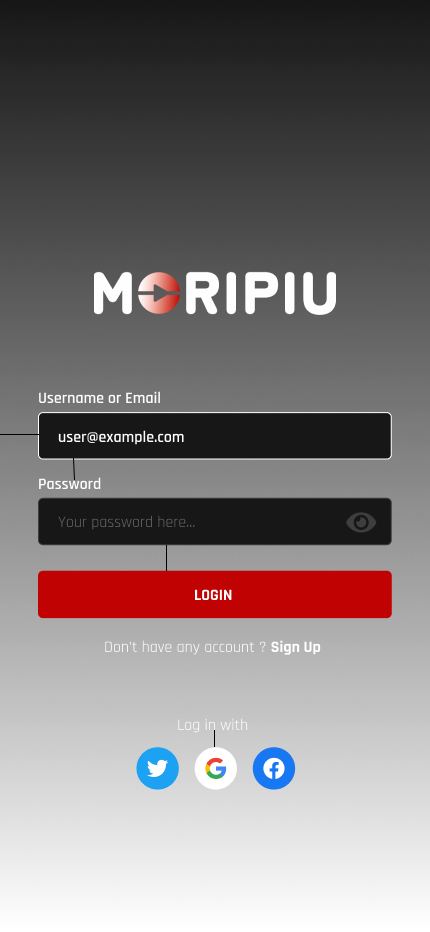 MORIPIU
Username or Email
user@example.com
Password
Your password here...
LOGIN
Don't have any account ? Sign Up
Log in with